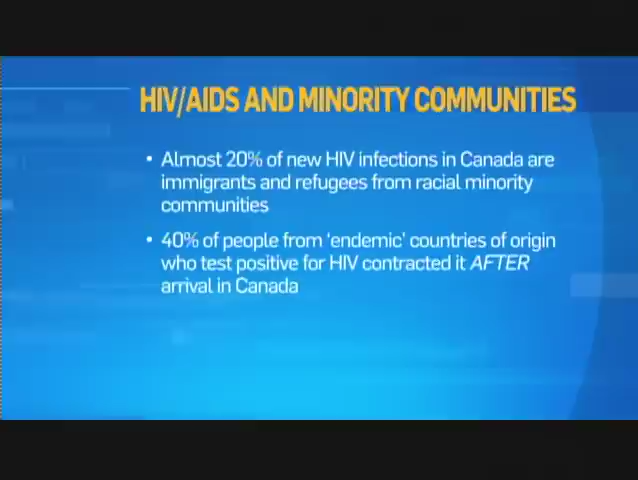 HIV/AIDS AND MINORITY COMMUNITIES
• Almost 20% of new HIV infections in Canada are
immigrants and refugees from racial minority
communities
• 40% of people from ‘endemic’ countries of origin
who test positive for HIV contracted it AFTER
arrival in Canada